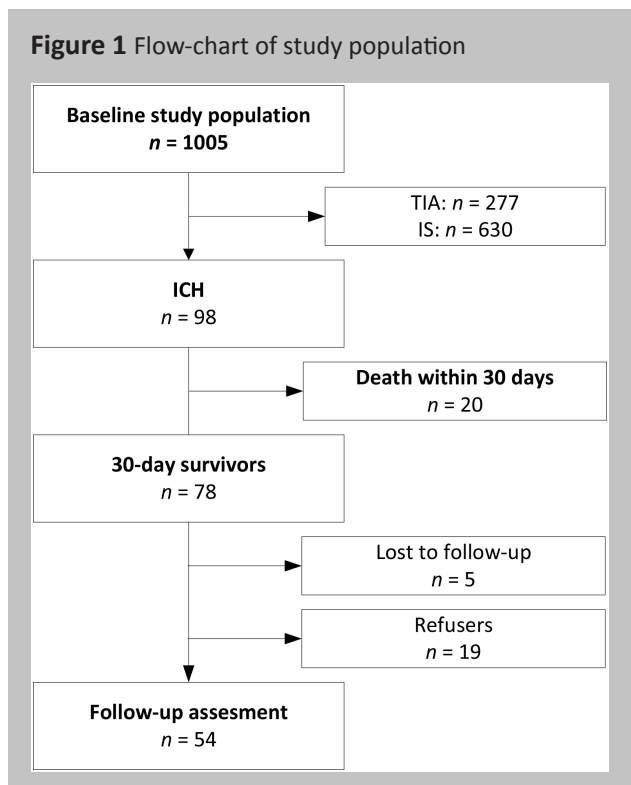 Figure 1 Flow-chart of study population
Baseline study population
n = 1005
TIA: n = 277
IS: n = 630
ICH
n = 98
Death within 30 days
n = 20
30-day survivors
n = 78
Lost to follow-up
n = 5
Refusers
n = 19
Follow-up assesment
n = 54